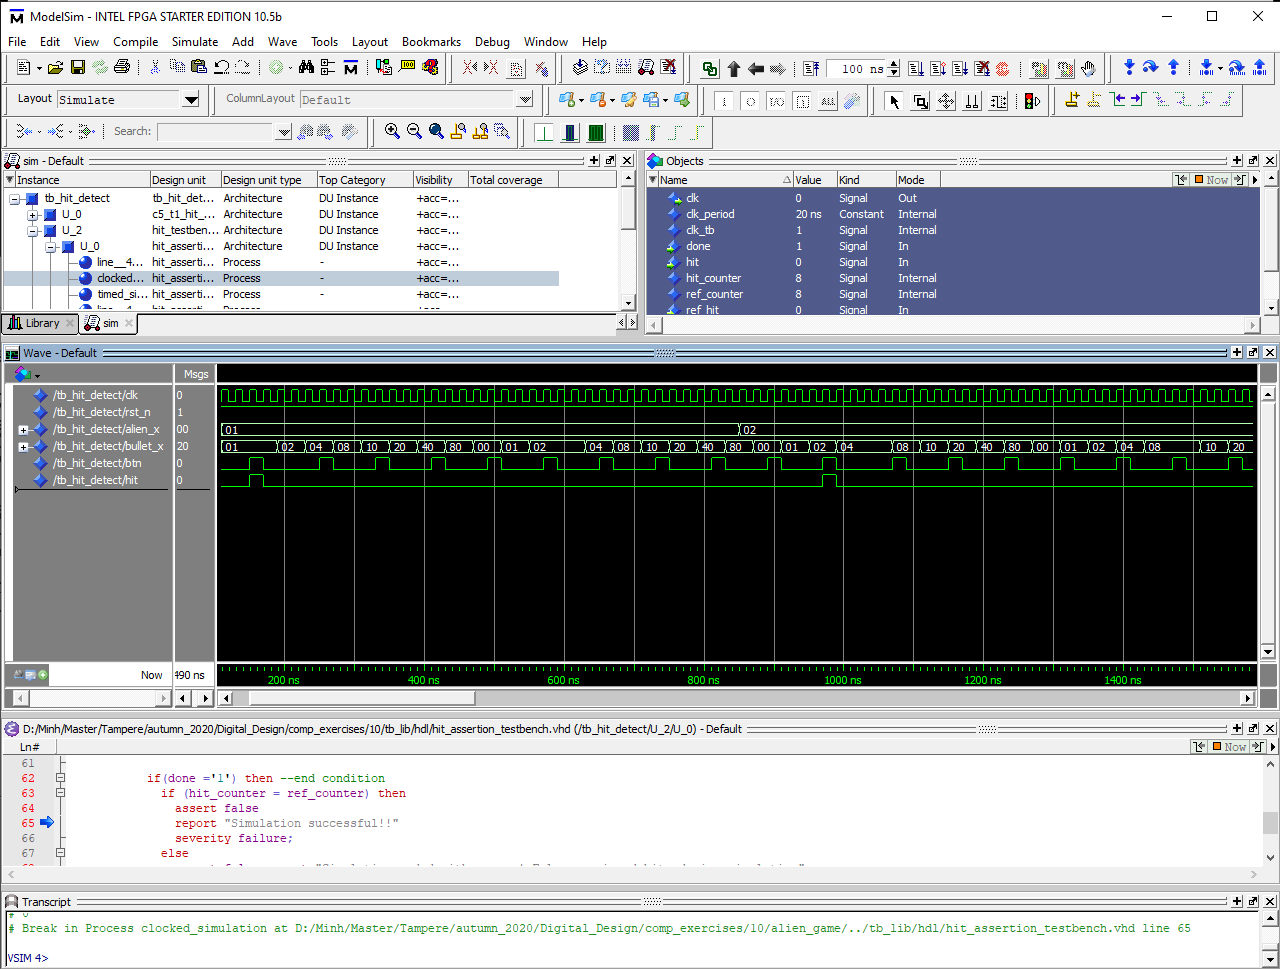 ModelSim - INTEL FPGA STARTER EDITION 10.5b
File Edit View Compile Simulate Add Wave Tools Layout Bookmarks Debug Window Help
100 ns
Layout Simulate ColumnLayout Default
Search:
sim - Default
Instance Design unit Design unit type Top Category Visibility Total coverage
tb_hit_detect tb_hit_det... Architecture DU Instance +acc=...
U_0 c5_t1_hit_... Architecture DU Instance +acc=...
U_2 hit_testben... Architecture DU Instance +acc=...
U_0 hit_asserti... Architecture DU Instance +acc=...
line__4... hit_asserti... Process - +acc=...
clocked... hit_asserti... Process - +acc=...
timed_si... hit_asserti... Process - +acc=...
Library sim
Objects
Name Value Kind Mode
Now
clk 0 Signal Out
clk_period 20 ns Constant Internal
clk_tb 1 Signal Internal
done 1 Signal In
hit 0 Signal In
hit_counter 8 Signal Internal
ref_counter 8 Signal Internal
ref_hit 0 Signal In
Wave - Default
Msgs
/tb_hit_detect/clk 0
/tb_hit_detect/rst_n 1
/tb_hit_detect/alien_x 00 01 02
/tb_hit_detect/bullet_x 20 01 02 04 08 10 20 40 80 00 01 02 04 08 10 20 40 80 00 01 02 04 08 10 20 40 80 00 01 02 04 08 10 20
/tb_hit_detect/btn 0
/tb_hit_detect/hit 0
Now 490 ns 200 ns 400 ns 600 ns 800 ns 1000 ns 1200 ns 1400 ns
D:/Minh/Master/Tampere/autumn_2020/Digital_Design/comp_exercises/10/tb_lib/hdl/hit_assertion_testbench.vhd (/tb_hit_detect/U_2/U_0) - Default
Ln# Now
61
62 if(done ='1') then --end condition
63 if (hit_counter = ref_counter) then
64 assert false
65 report "Simulation successful!!"
66 severity failure;
67 else
Transcript
# Break in Process clocked_simulation at D:/Minh/Master/Tampere/autumn_2020/Digital_Design/comp_exercises/10/alien_game/../tb_lib/hdl/hit_assertion_testbench.vhd line 65
VSIM 4>